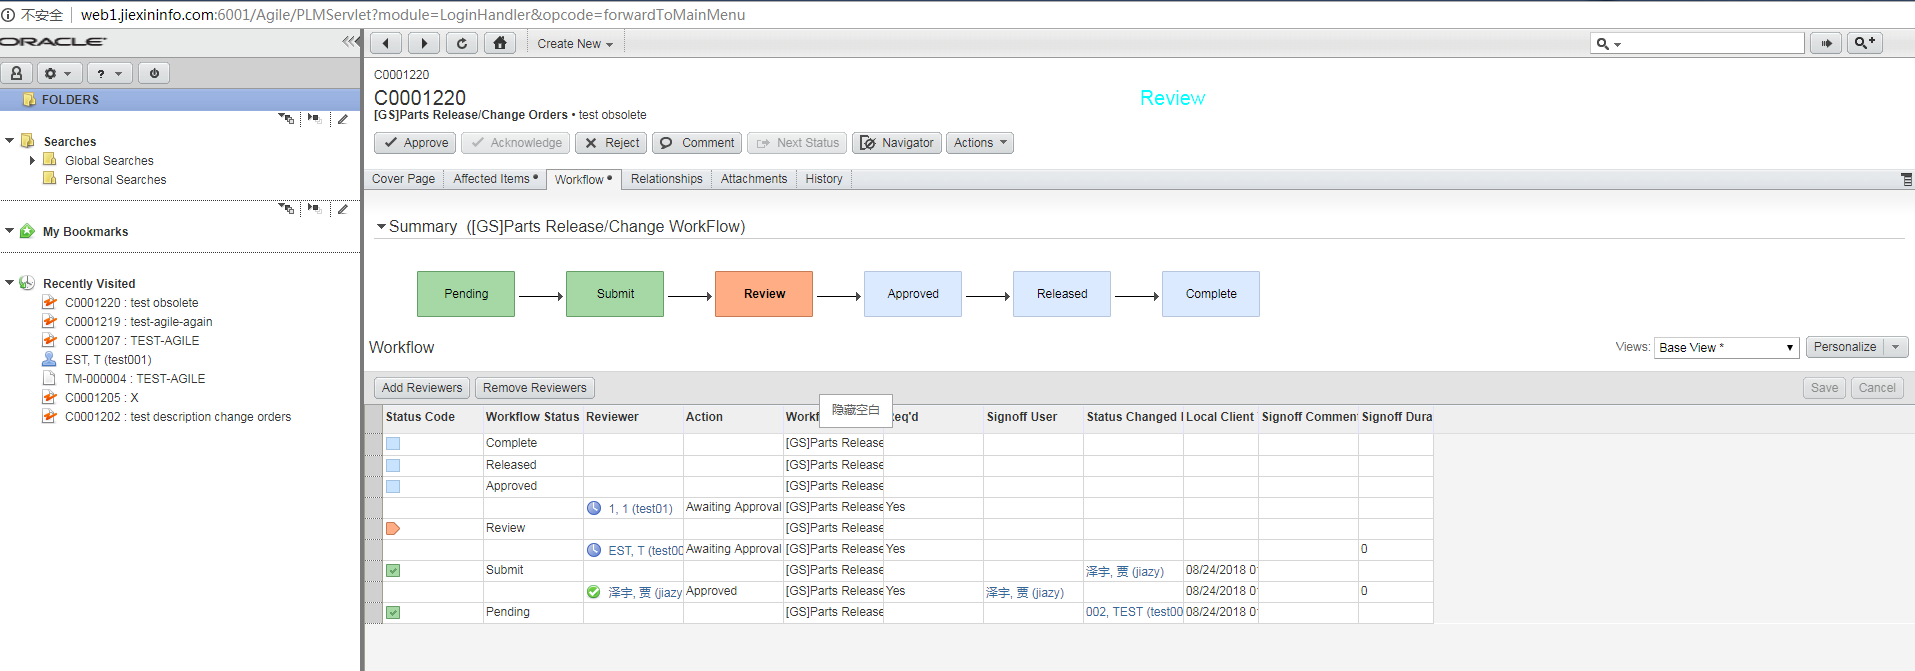 不安全 web1.jiexininfo.com:6001/Agile/PLMServlet?module=LoginHandler&opcode=forwardToMainMenu
ORACLE
Create New
? 
FOLDERS
Searches
Global Searches
Personal Searches
My Bookmarks
Recently Visited
C0001220 : test obsolete
C0001219 : test-agile-again
C0001207 : TEST-AGILE
EST, T (test001)
TM-000004 : TEST-AGILE
C0001205 : X
C0001202 : test description change orders
C0001220
C0001220
Review
[GS]Parts Release/Change Orders • test obsolete
Approve Acknowledge Reject Comment Next Status Navigator Actions
Cover Page Affected Items • Workflow • Relationships Attachments History
Summary ([GS]Parts Release/Change WorkFlow)
Pending Submit Review Approved Released Complete
Workflow
Views: Base View * Personalize
Add Reviewers Remove Reviewers Save Cancel
隐藏空白
Status Code Workflow Status Reviewer Action Workf eq'd Signoff User Status Changed Local Client Signoff Commen Signoff Dura
Complete [GS]Parts Release
Released [GS]Parts Release
Approved [GS]Parts Release
1, 1 (test01) Awaiting Approval [GS]Parts Release Yes
Review [GS]Parts Release
EST, T (test00 Awaiting Approval [GS]Parts Release Yes 0
Submit [GS]Parts Release 泽宇, 贾 (jiazy) 08/24/2018 0
泽宇, 贾 (jiazy Approved [GS]Parts Release Yes 泽宇, 贾 (jiazy) 08/24/2018 0 0
Pending [GS]Parts Release 002, TEST (test00 08/24/2018 0